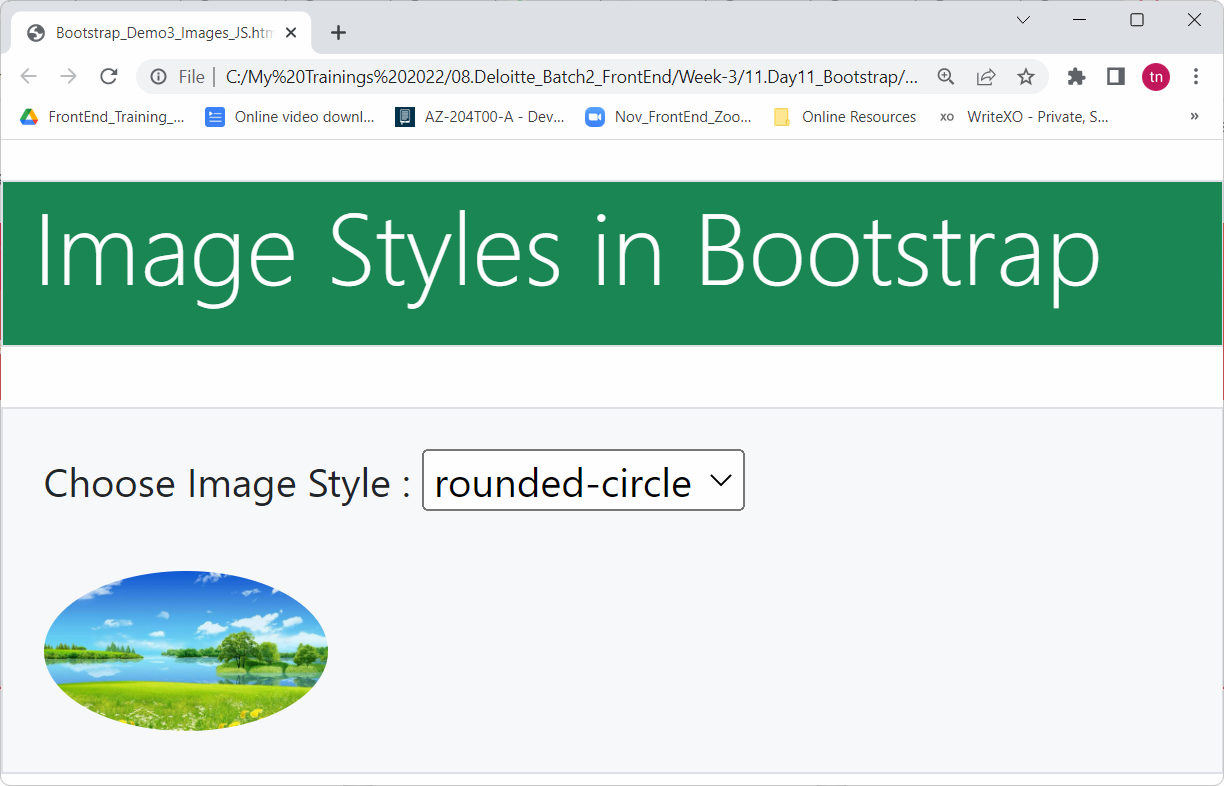 Bootstrap_Demo3_Images_JS.htm
File | C:/My%20Trainings%202022/08.Deloitte_Batch2_FrontEnd/Week-3/11.Day11_Bootstrap/... tn
FrontEnd_Training_... Online video downl... AZ-204T00-A - Dev... Nov_FrontEnd_Zoo... Online Resources XO WriteXO - Private, S... »
Image Styles in Bootstrap
Choose Image Style : rounded-circle